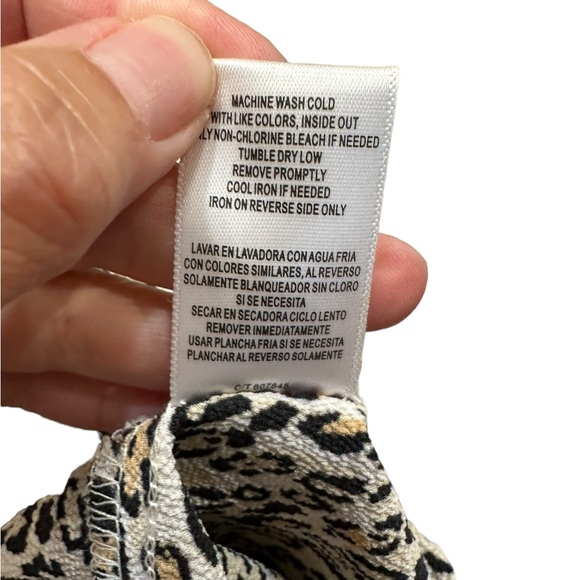 MACHINE WASH COLD
WITH LIKE COLORS, INSIDE OUT
NON-CHLORINE BLEACH IF NEEDED
TUMBLE DRY LOW
REMOVE PROMPTLY
COOL IRON IF NEEDED
IRON ON REVERSE SIDE ONLY
LAVAR EN LAVADORA CON AGUA FRIA
CON COLORES SIMILARES, AL REVERSO
SOLAMENTE BLANQUEADOR SIN CLORO
SI SE NECESITA
SECAR EN SECADORA CICLO LENTO
REMOVER INMEDIATAMENTE
USAR PLANCHA FRIA SI SE NECESITA
PLANCHAR AL REVERSO SOLAMENTE
C/T